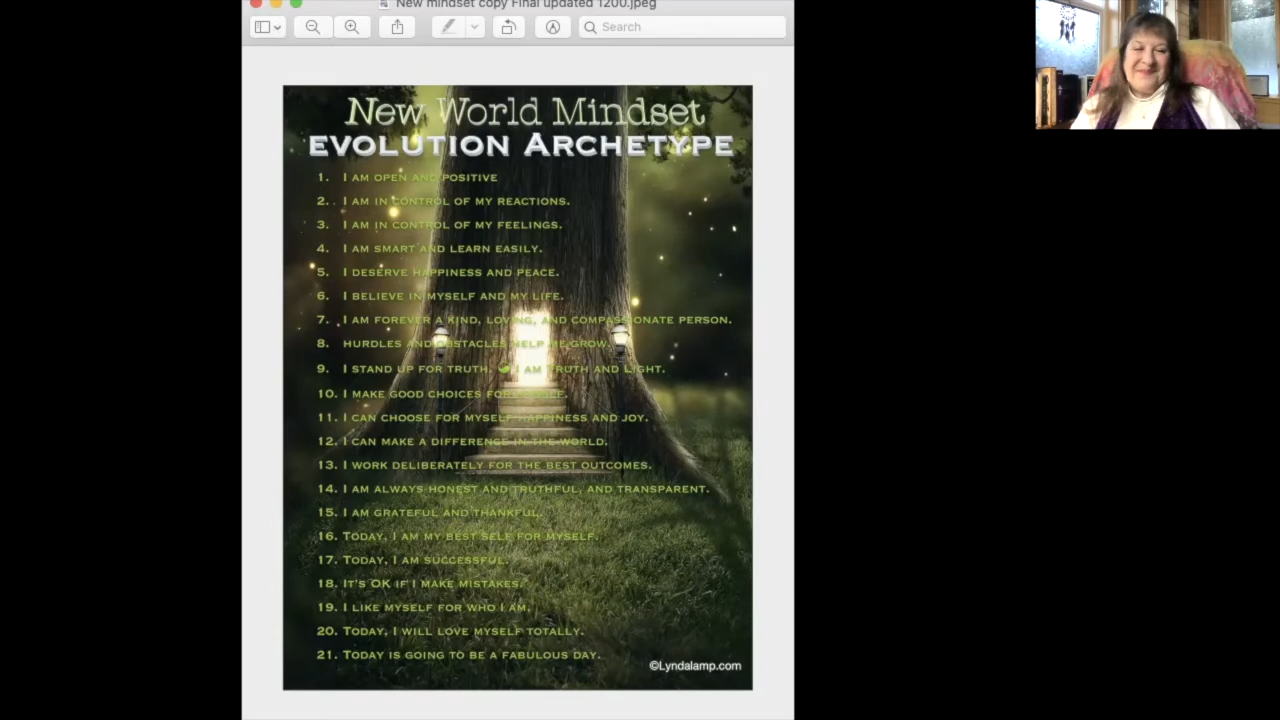 New mindset copy Final updated 1200.jpeg
Search
New World Mindset
EVOLUTION ARCHETYPE
1. I AM OPEN AND POSITIVE
2. . I AM IN CONTROL OF MY REACTIONS.
3. I AM IN CONTROL OF MY FEELINGS.
4. I AM SMART AND LEARN EASILY.
5. I DESERVE HAPPINESS AND PEACE.
6. I BELIEVE IN MYSELF AND MY LIFE.
7. I AM FOREVER A KIND, LOVING, AND COMPASSIONATE PERSON.
8. HURDLES AND OBSTACLES HELP ME GROW.
9. I STAND UP FOR TRUTH. I AM TRUTH AND LIGHT.
10. I MAKE GOOD CHOICES FOR MYSELF.
11. I CAN CHOOSE FOR MYSELF HAPPINESS AND JOY.
12. I CAN MAKE A DIFFERENCE IN THE WORLD.
13. I WORK DELIBERATELY FOR THE BEST OUTCOMES.
14. I AM ALWAYS HONEST AND TRUTHFUL, AND TRANSPARENT.
15. I AM GRATEFUL AND THANKFUL.
16. TODAY, I AM MY BEST SELF FOR MYSELF.
17. TODAY, I AM SUCCESSFUL.
18. IT'S OK IF I MAKE MISTAKES.
19. I LIKE MYSELF FOR WHO I AM.
20. TODAY, I WILL LOVE MYSELF TOTALLY.
21. TODAY IS GOING TO BE A FABULOUS DAY.
©Lyndalamp.com